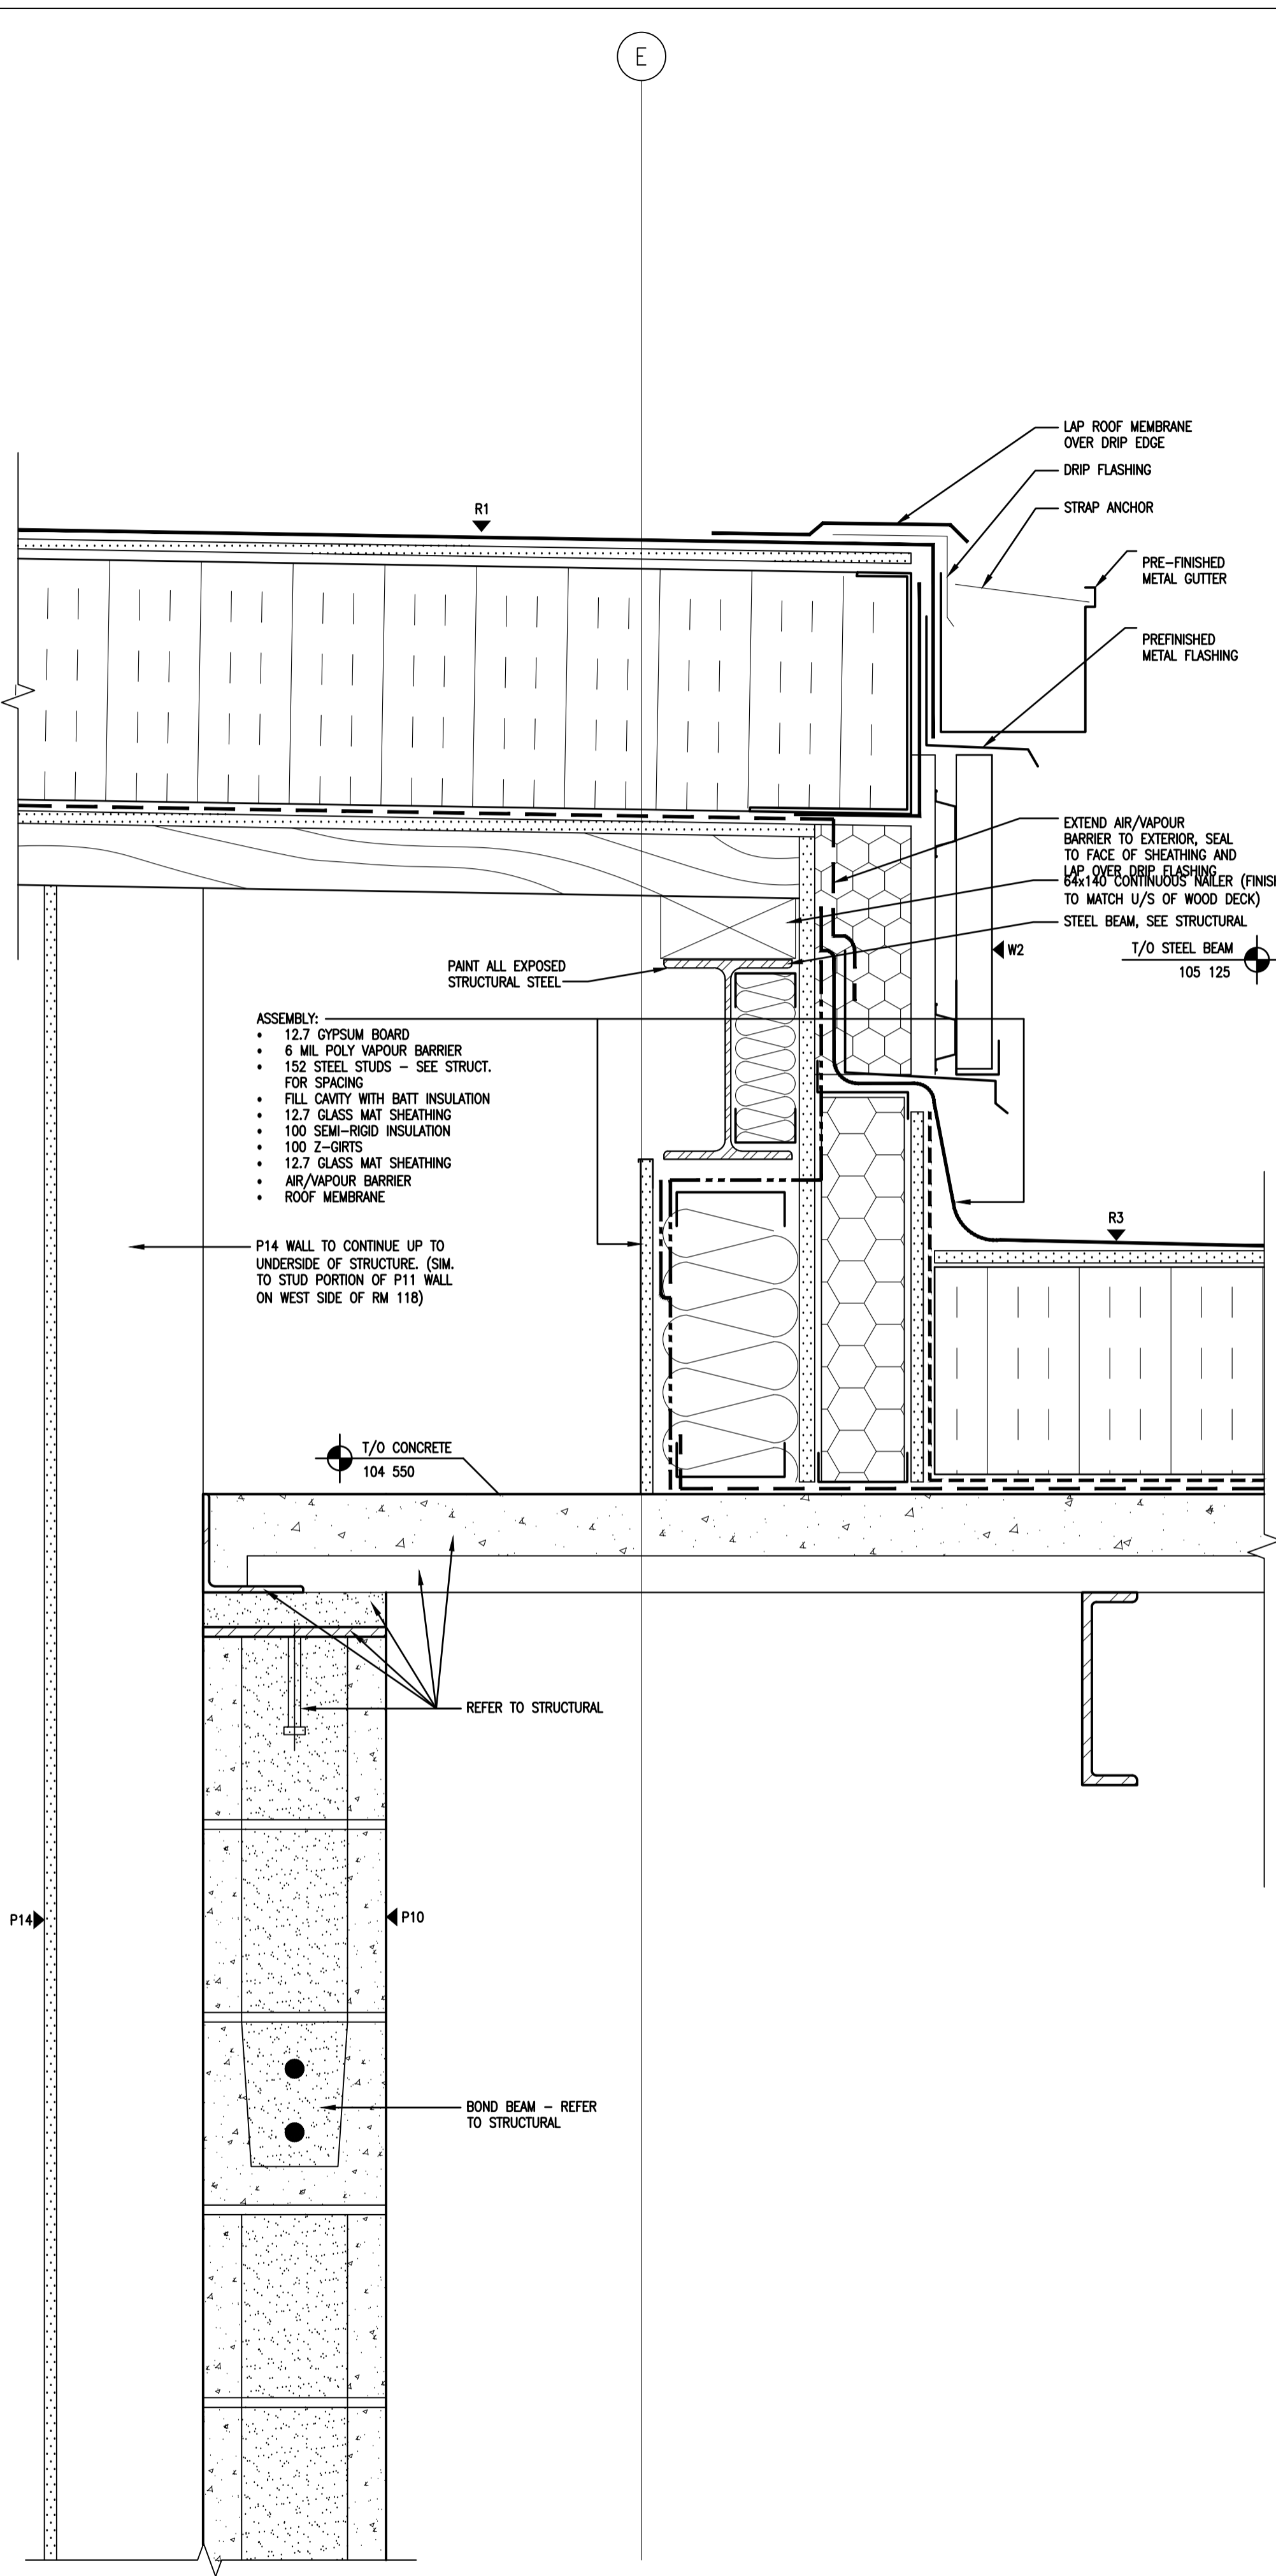 E
LAP ROOF MEMBRANE
OVER DRIP EDGE
DRIP FLASHING
STRAP ANCHOR
R1
PRE-FINISHED
METAL GUTTER
PREFINISHED
METAL FLASHING
EXTEND AIR/VAPOUR
BARRIER TO EXTERIOR, SEAL
TO FACE OF SHEATHING AND
LAP OVER DRIP FLASHING
64x140 CONTINUOUS NAILER (FINISH
TO MATCH U/S OF WOOD DECK)
STEEL BEAM, SEE STRUCTURAL
W2
T/O STEEL BEAM
105 125
PAINT ALL EXPOSED
STRUCTURAL STEEL
ASSEMBLY:
• 12.7 GYPSUM BOARD
• 6 MIL POLY VAPOUR BARRIER
• 152 STEEL STUDS - SEE STRUCT.
FOR SPACING
• FILL CAVITY WITH BATT INSULATION
• 12.7 GLASS MAT SHEATHING
• 100 SEMI-RIGID INSULATION
• 100 Z-GIRTS
• 12.7 GLASS MAT SHEATHING
• AIR/VAPOUR BARRIER
• ROOF MEMBRANE
R3
P14 WALL TO CONTINUE UP TO
UNDERSIDE OF STRUCTURE. (SIM.
TO STUD PORTION OF P11 WALL
ON WEST SIDE OF RM 118)
T/O CONCRETE
104 550
REFER TO STRUCTURAL
P14
P10
BOND BEAM - REFER
TO STRUCTURAL